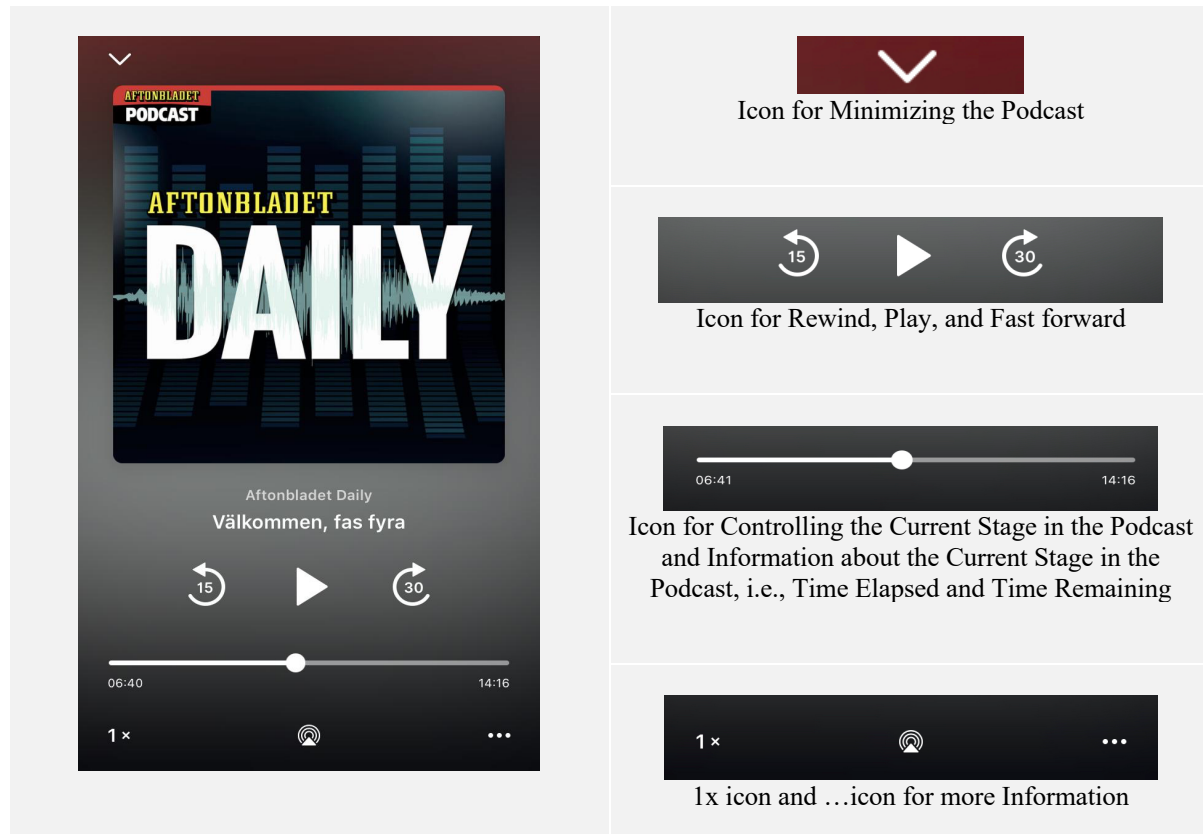 AFTONBLADET
PODCAST
AFTONBLADET
DAILY
Aftonbladet Daily
Välkommen, fas fyra
15 30
06:40 14:16
1 × •••
Icon for Minimizing the Podcast
15 30
Icon for Rewind, Play, and Fast forward
06:41 14:16
Icon for Controlling the Current Stage in the Podcast
and Information about the Current Stage in the
Podcast, i.e., Time Elapsed and Time Remaining
1 × •••
1x icon and …icon for more Information